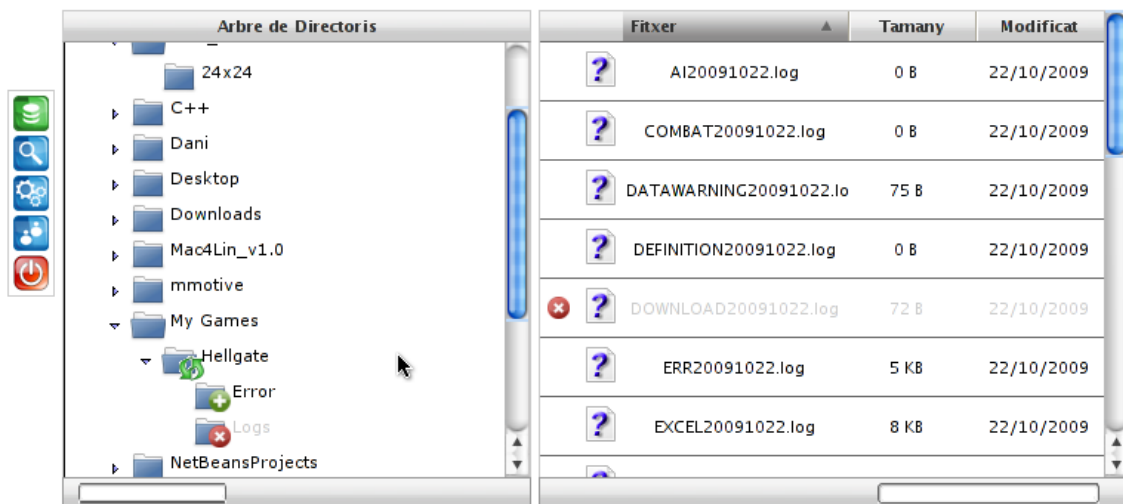 Arbre de Directoris
24x24
C++
Dani
Desktop
Downloads
Mac4Lin_v1.0
mmotive
My Games
Hellgate
Error
Logs
NetBeansProjects
Fitxer Tamany Modificat
AI20091022.log 0 B 22/10/2009
COMBAT20091022.log 0 B 22/10/2009
DATAWARNING20091022.lo 75 B 22/10/2009
DEFINITION20091022.log 0 B 22/10/2009
DOWNLOAD20091022.log 72 B 22/10/2009
ERR20091022.log 5 KB 22/10/2009
EXCEL20091022.log 8 KB 22/10/2009